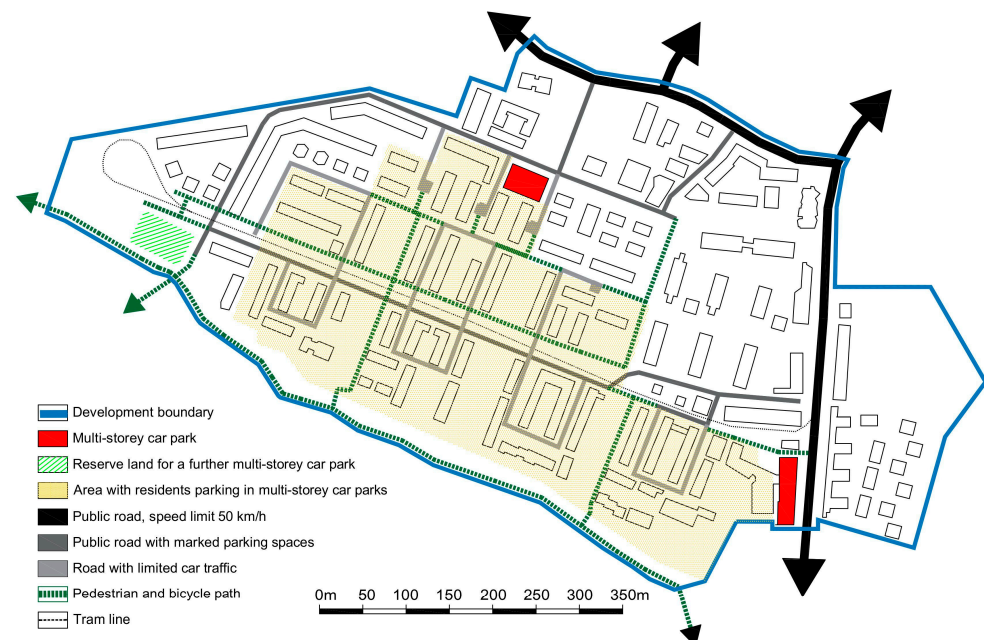 Development boundary
Multi-storey car park
Reserve land for a further multi-storey car park
Area with residents parking in multi-storey car parks
Public road, speed limit 50 km/h
Public road with marked parking spaces
Road with limited car traffic
Pedestrian and bicycle path
Tram line
0m 50 100 150 200 250 300 350m